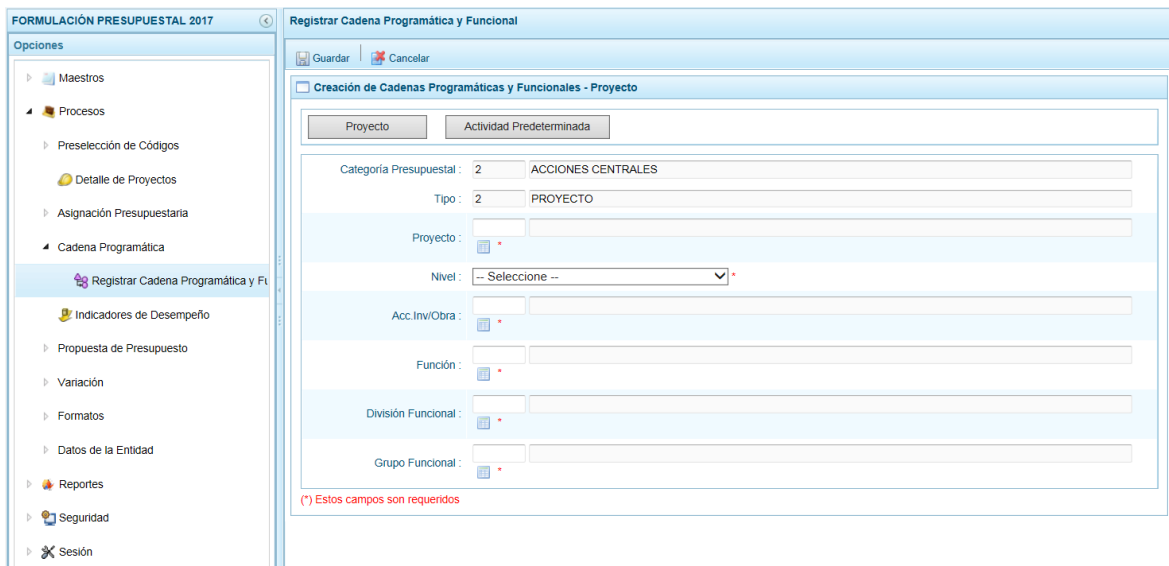 FORMULACIÓN PRESUPUESTAL 2017
Opciones
Maestros
Procesos
Preselección de Códigos
Detalle de Proyectos
Asignación Presupuestaria
Cadena Programática
Registrar Cadena Programática y Fu
Indicadores de Desempeño
Propuesta de Presupuesto
Variación
Formatos
Datos de la Entidad
Reportes
Seguridad
Sesión
Registrar Cadena Programática y Funcional
Guardar Cancelar
Creación de Cadenas Programáticas y Funcionales - Proyecto
Proyecto Actividad Predeterminada
Categoría Presupuestal : 2 ACCIONES CENTRALES
Tipo : 2 PROYECTO
Proyecto : *
Nivel : -- Seleccione -- *
Acc.Inv/Obra : *
Función : *
División Funcional : *
Grupo Funcional : *
(*) Estos campos son requeridos